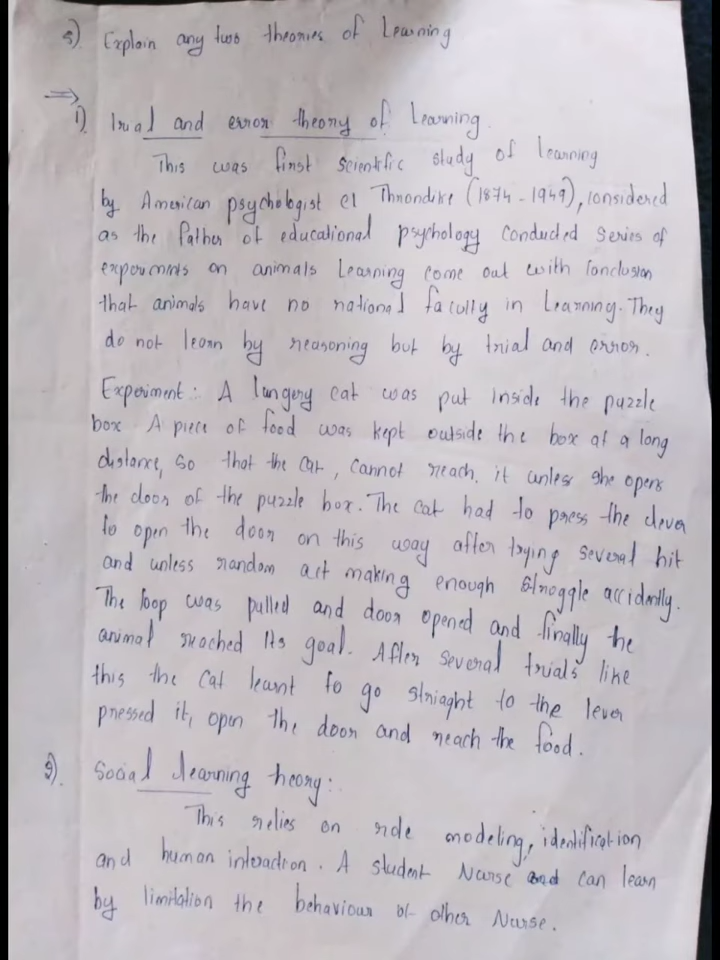 5) Explain any two theories of Learning
⇒
1) Trial and error theory of Learning.
This was first scientific study of learning
by American psychologist el Thnondike (1874-1949), considered
as the father of educational psychology conducted series of
experiments on animals Learning come out with conclusion
that animals have no national faculty in Learning. They
do not learn by reasoning but by trial and error.
Experiment:- A lungery cat was put inside the puzzle
box A piece of food was kept outside the box at a long
distance, so that the cat, cannot reach. it unless she opens
the door of the puzzle box. The cat had to press the clever
to open the door on this way after trying several hit
and unless random act making enough stroggle accidently.
The loop was pulled and door opened and finally the
animal reached its goal. After several trials like
this the cat learnt to go striaght to the lever
pressed it, open the door and reach the food.
2). Social learning heory:-
This relies on role modeling, identification
and human interaction. A student Nurse and can learn
by limitation the behaviour of other Nurse.